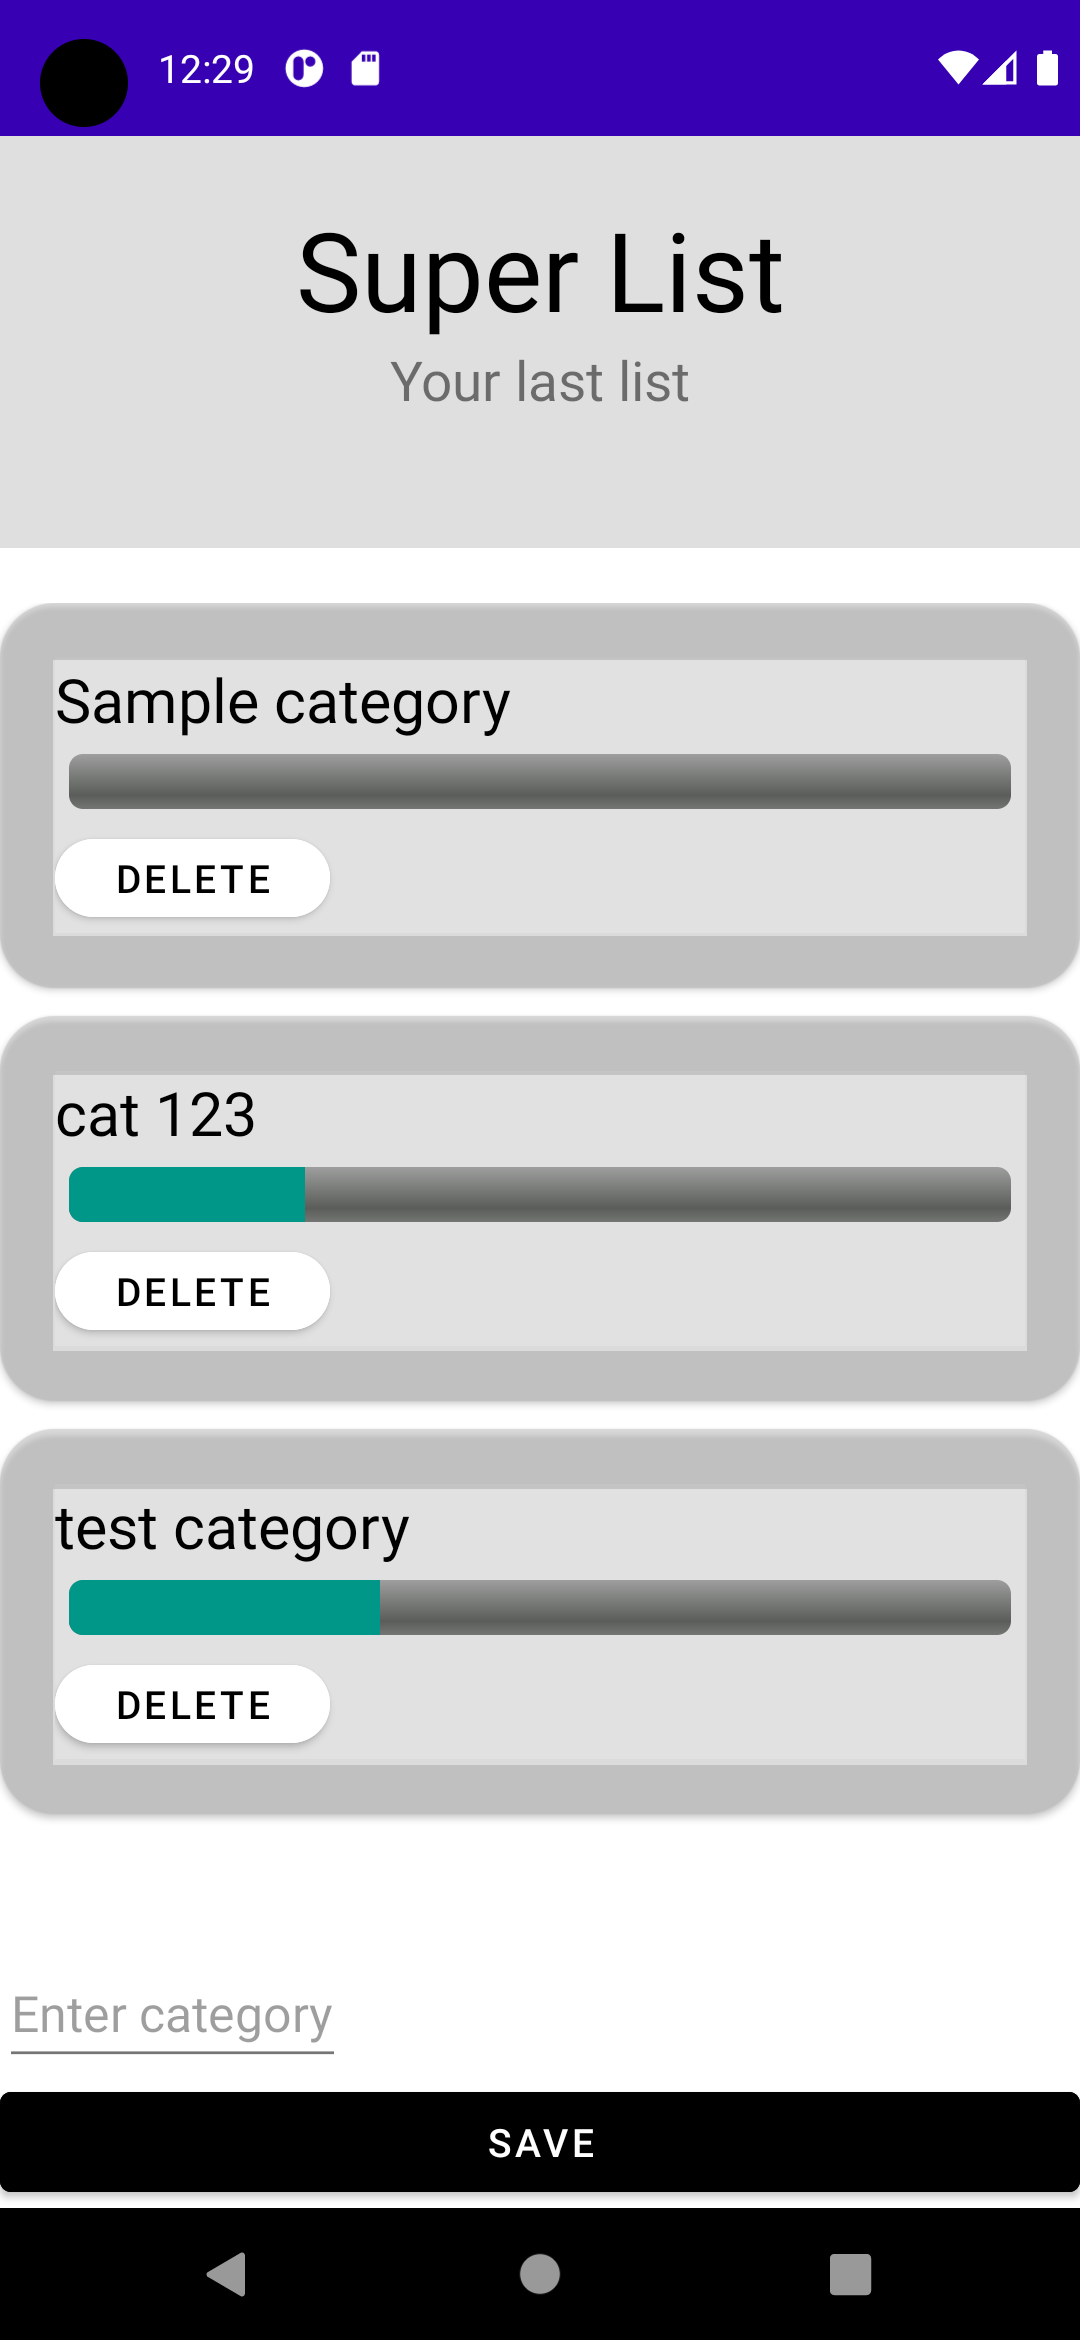 12:29
Super List
Your last list
Sample category
DELETE
cat 123
DELETE
test category
DELETE
Enter category
SAVE